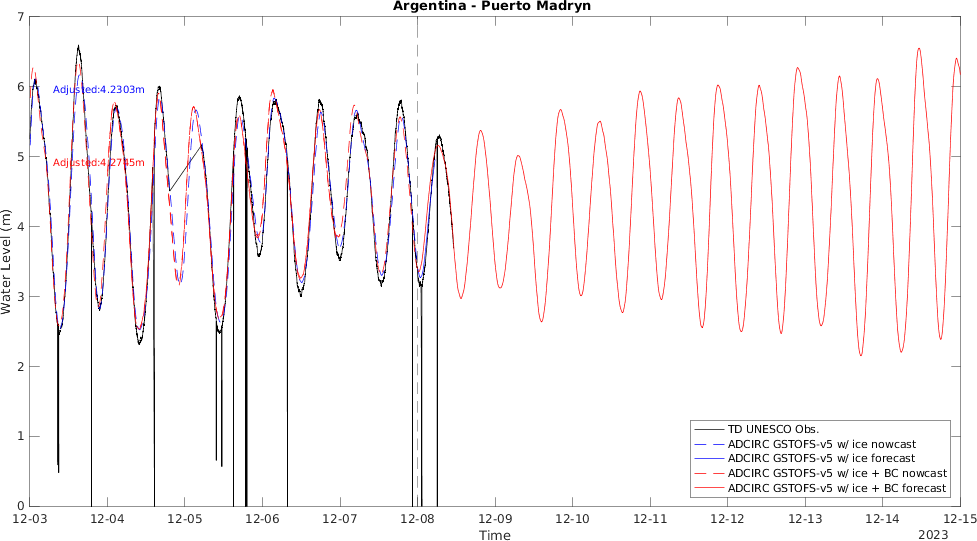 Argentina - Puerto Madryn
7
6
5
4
3
2
1
0
Water Level (m)
Adjusted:4.2303m
Adjusted:4.2745m
TD UNESCO Obs.
ADCIRC GSTOFS-v5 w/ ice nowcast
ADCIRC GSTOFS-v5 w/ ice forecast
ADCIRC GSTOFS-v5 w/ ice + BC nowcast
ADCIRC GSTOFS-v5 w/ ice + BC forecast
12-03 12-04 12-05 12-06 12-07 12-08 12-09 12-10 12-11 12-12 12-13 12-14 12-15
Time
2023